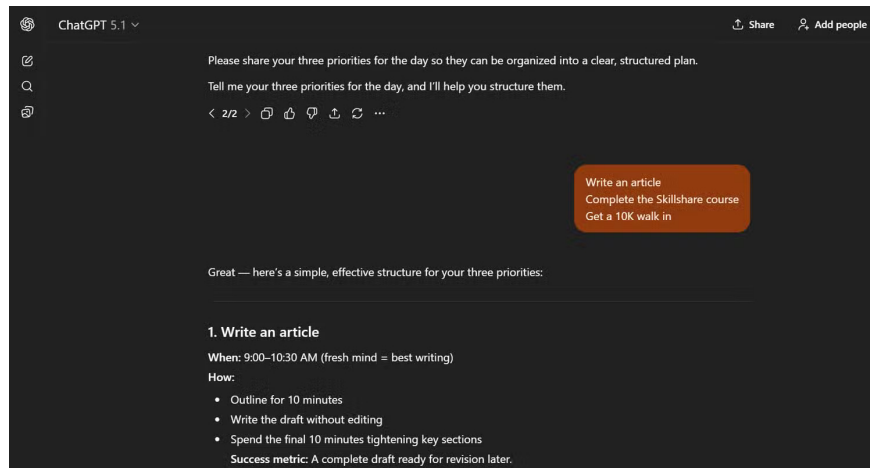 ChatGPT 5.1
Share
Add people
Please share your three priorities for the day so they can be organized into a clear, structured plan.
Tell me your three priorities for the day, and I'll help you structure them.
2/2
Write an article
Complete the Skillshare course
Get a 10K walk in
Great — here's a simple, effective structure for your three priorities:
1. Write an article
When: 9:00–10:30 AM (fresh mind = best writing)
How:
• Outline for 10 minutes
• Write the draft without editing
• Spend the final 10 minutes tightening key sections
Success metric: A complete draft ready for revision later.